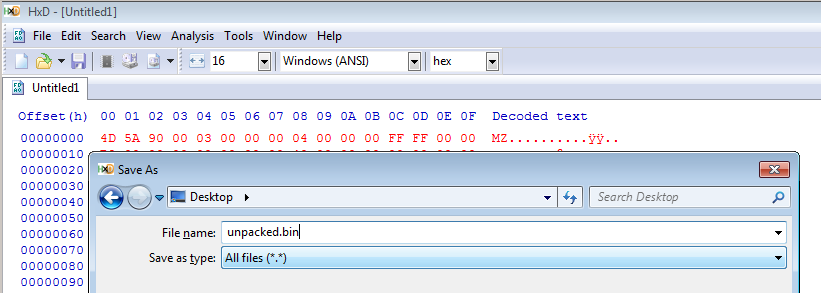 HxD - [Untitled1]
File Edit Search View Analysis Tools Window Help
16 Windows (ANSI) hex
Untitled1
Offset(h) 00 01 02 03 04 05 06 07 08 09 0A 0B 0C 0D 0E 0F Decoded text
00000000 4D 5A 90 00 03 00 00 00 04 00 00 00 FF FF 00 00 MZ..........ÿÿ..
00000010
00000020 Save As
00000030
00000040 Desktop Search Desktop
00000050
00000060 File name: unpacked.bin
00000070
00000080 Save as type: All files (*.*)
00000090